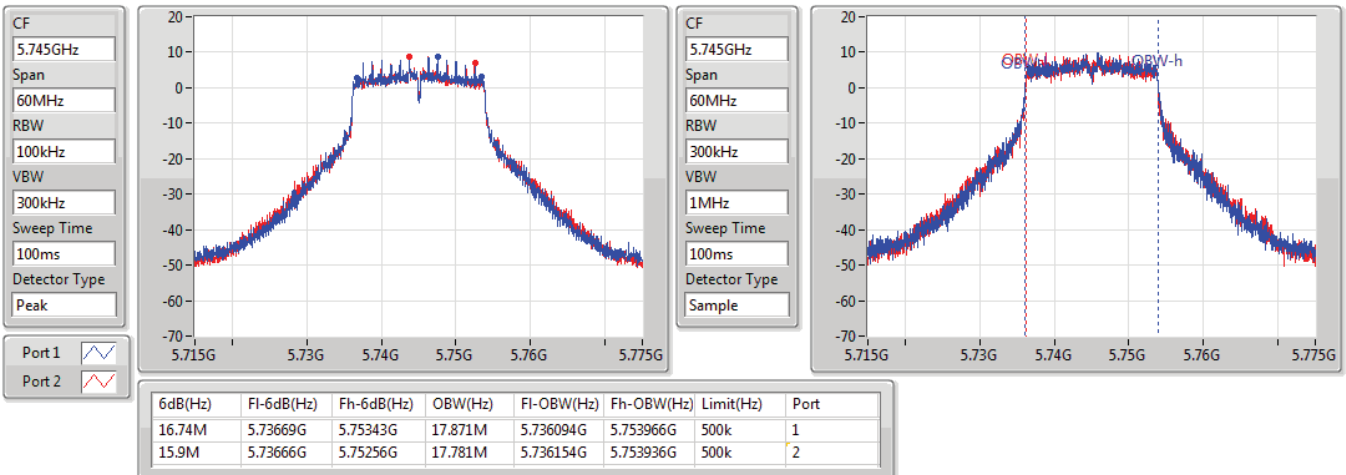 CF
5.745GHz
Span
60MHz
RBW
100kHz
VBW
300kHz
Sweep Time
100ms
Detector Type
Peak
Port 1
Port 2
20
10
0
-10
-20
-30
-40
-50
-60
-70
5.715G 5.73G 5.74G 5.75G 5.76G 5.775G
CF
5.745GHz
Span
60MHz
RBW
300kHz
VBW
1MHz
Sweep Time
100ms
Detector Type
Sample
20
10
0
-10
-20
-30
-40
-50
-60
-70
OBW-h
5.715G 5.73G 5.74G 5.75G 5.76G 5.775G
6dB(Hz) Fl-6dB(Hz) Fh-6dB(Hz) OBW(Hz) Fl-OBW(Hz) Fh-OBW(Hz) Limit(Hz) Port
16.74M 5.73669G 5.75343G 17.871M 5.736094G 5.753966G 500k 1
15.9M 5.73666G 5.75256G 17.781M 5.736154G 5.753936G 500k 2